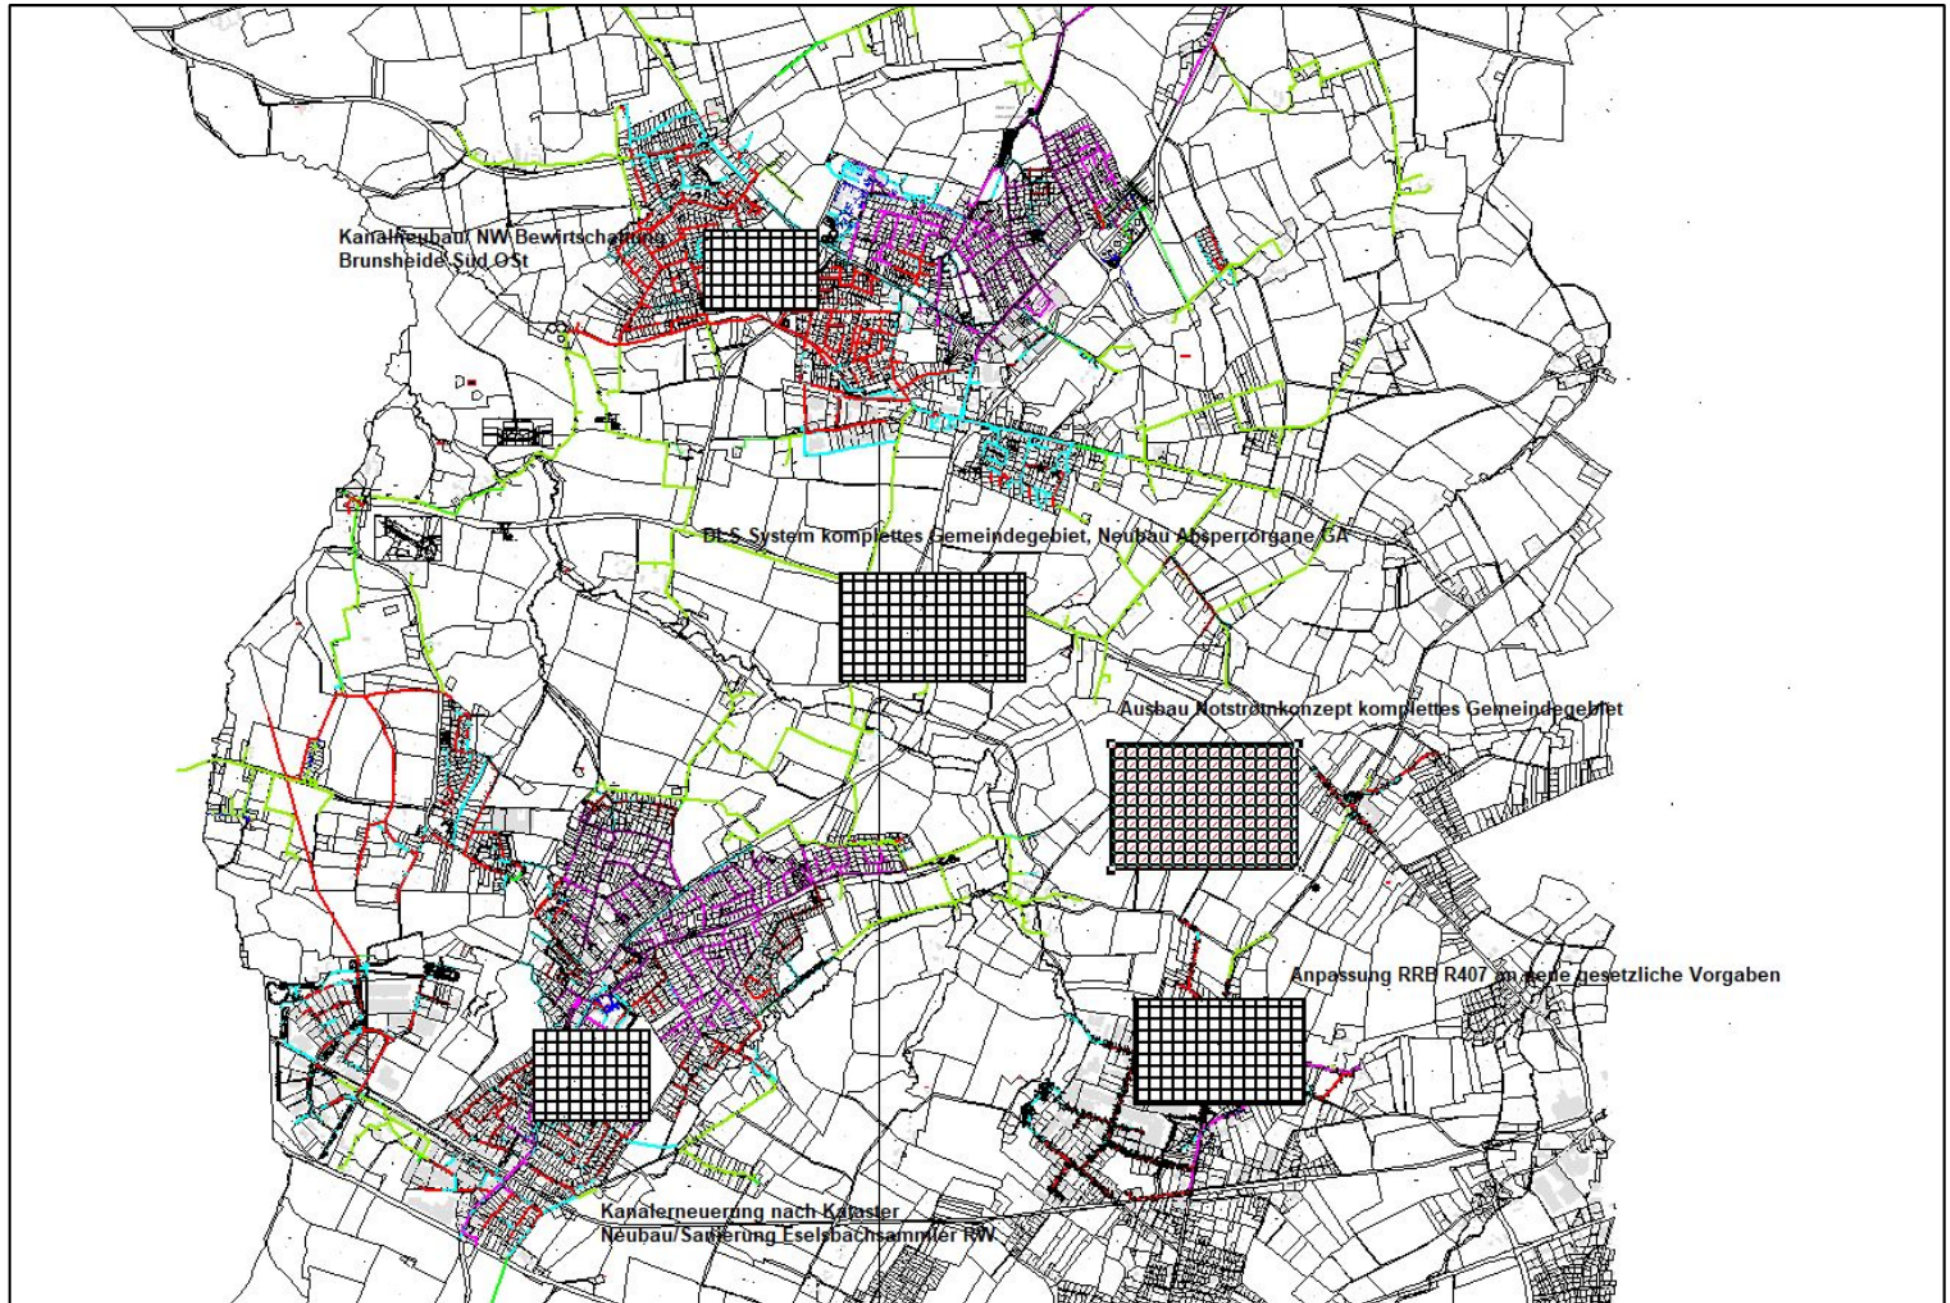 Kanalneubau/ NW-Bewirtschaftung
Brunsheide Süd OSt
DLS System komplettes Gemeindegebiet, Neubau Absperrorgane GA
Ausbau Notstromkonzept komplettes Gemeindegebiet
Anpassung RRB R407 an neue gesetzliche Vorgaben
Kanalerneuerung nach Kataster
Neubau/Sanierung Eselsbachsammler RW